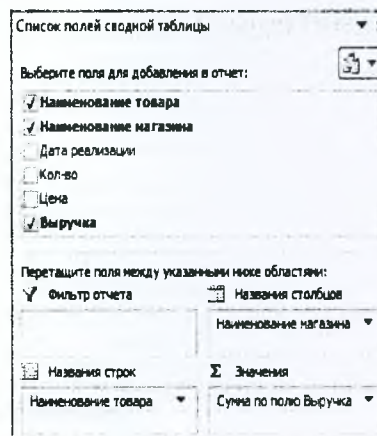 Список полей сводной таблицы
Выберите поля для добавления в отчет:
Наименование товара
Наименование магазина
Дата реализации
Кол-во
Цена
Выручка
Перетащите поля между указанными ниже областями:
Фильтр отчета
Названия столбцов
Наименование магазина
Названия строк
Σ Значения
Наименование товара
Сумма по полю Выручка